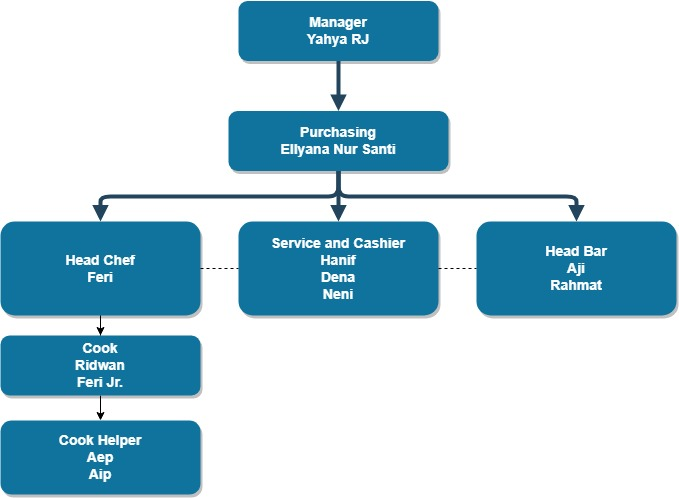 Manager
Yahya RJ
Purchasing
Ellyana Nur Santi
Head Chef
Feri
Service and Cashier
Hanif
Dena
Neni
Head Bar
Aji
Rahmat
Cook
Ridwan
Feri Jr.
Cook Helper
Aep
Aip